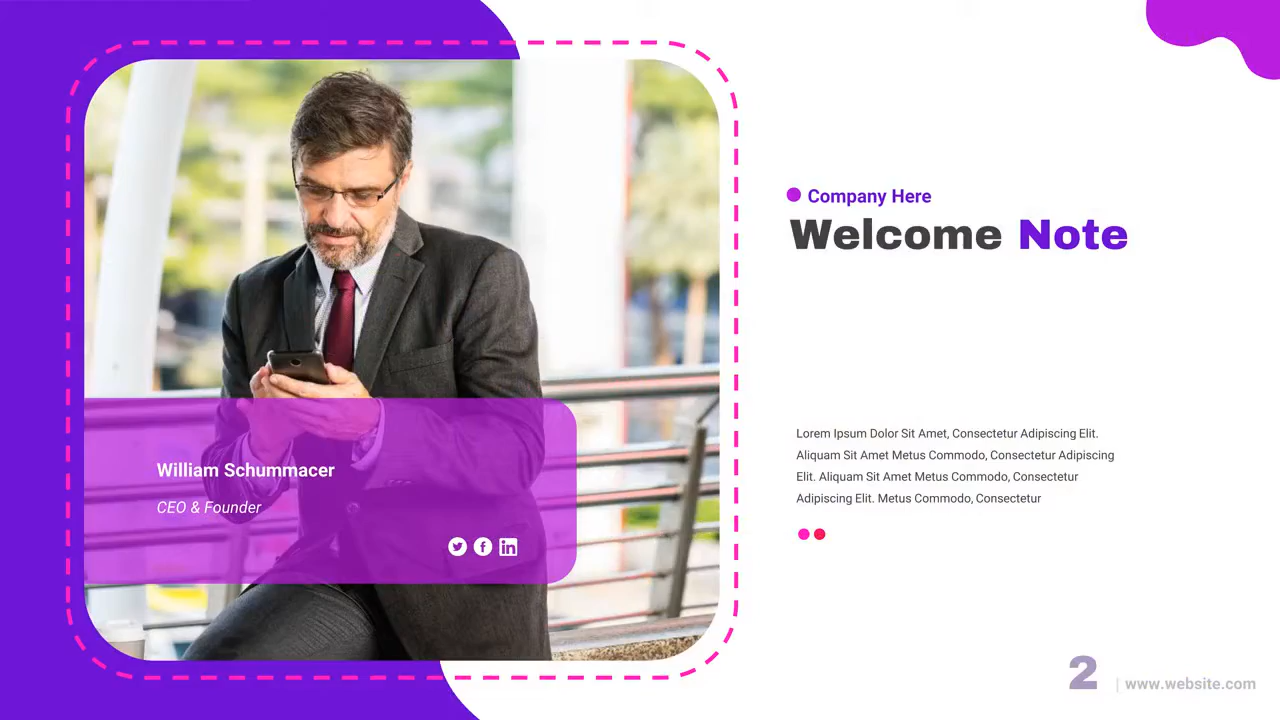 Company Here
Welcome Note
William Schummacer
CEO & Founder
Lorem Ipsum Dolor Sit Amet, Consectetur Adipiscing Elit.
Aliquam Sit Amet Metus Commodo, Consectetur Adipiscing
Elit. Aliquam Sit Amet Metus Commodo, Consectetur
Adipiscing Elit. Metus Commodo, Consectetur
2
| www.website.com